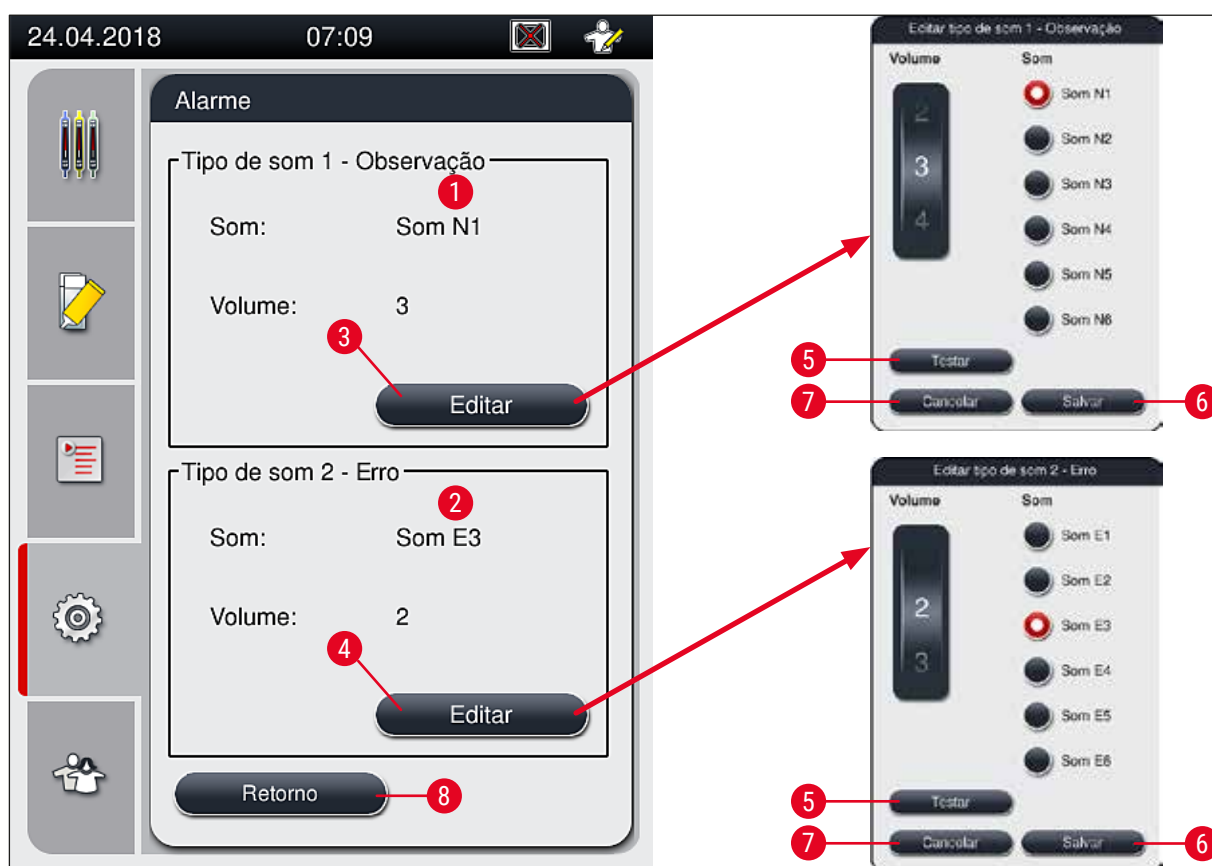 24.04.2018 07:09
Alarme
Tipo de som 1 - Observação
1
Som: Som N1
Volume: 3
3
Editar
Tipo de som 2 - Erro
2
Som: Som E3
Volume: 2
4
Editar
Retorno
8
Editar tipo de som 1 - Observação
Volume Som
2
3
4
Som N1
Som N2
Som N3
Som N4
Som N5
Som N6
5 Testar
7 Cancelar Salvar 6
Editar tipo de som 2 - Erro
Volume Som
2
3
Som E1
Som E2
Som E3
Som E4
Som E5
Som E6
5 Testar
7 Cancelar Salvar 6